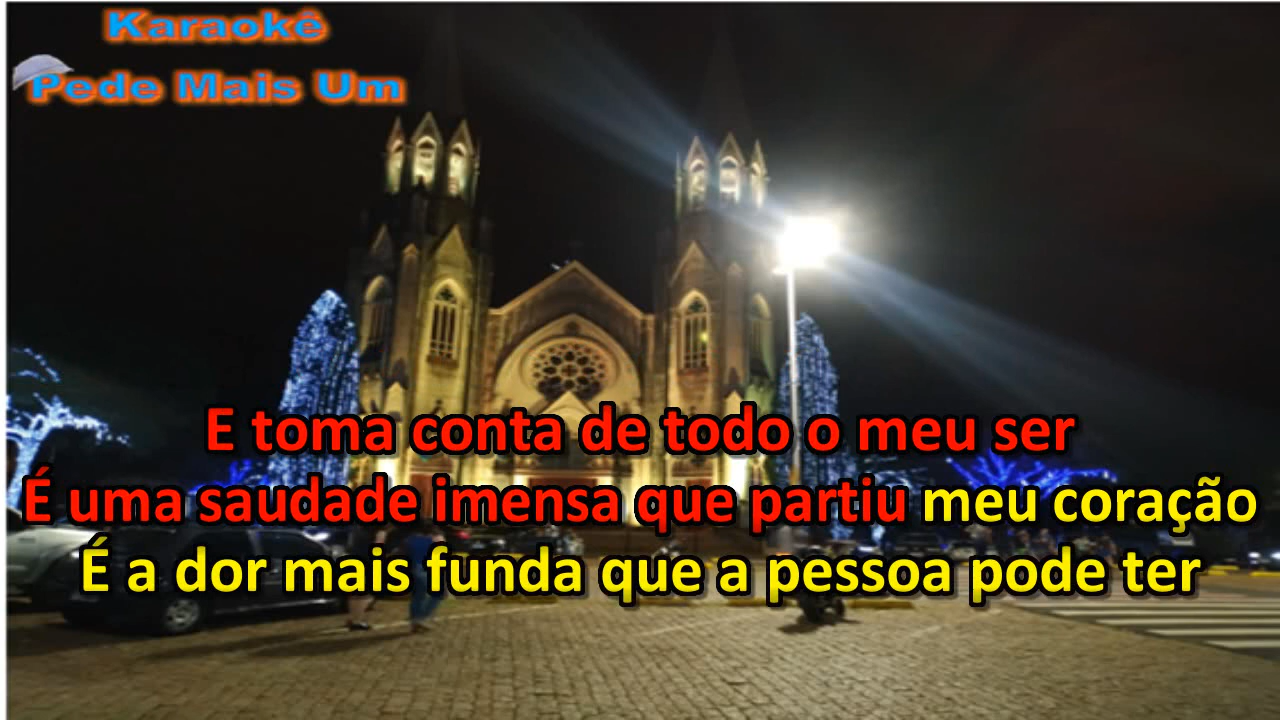 Karaokê
Pede Mais Um
E toma conta de todo o meu ser
É uma saudade imensa que partiu meu coração
É a dor mais funda que a pessoa pode ter